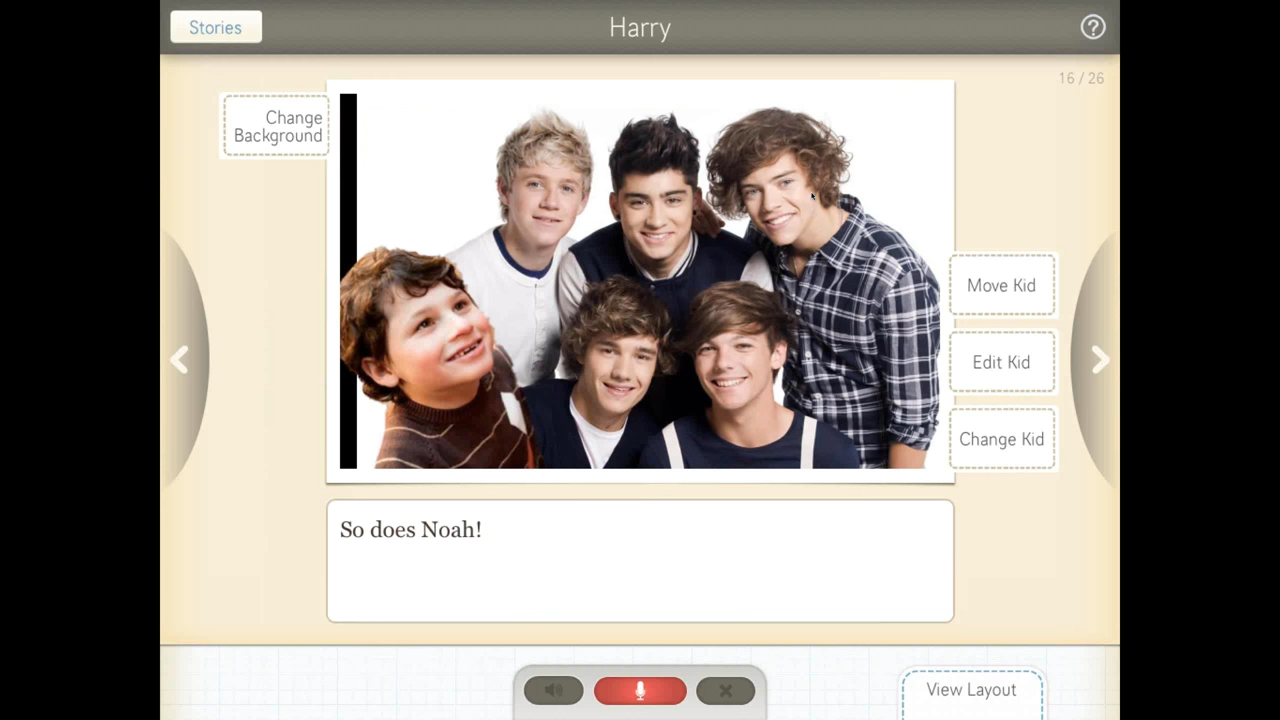 Stories
Harry
?
16 / 26
Change
Background
Move Kid
Edit Kid
Change Kid
So does Noah!
View Layout